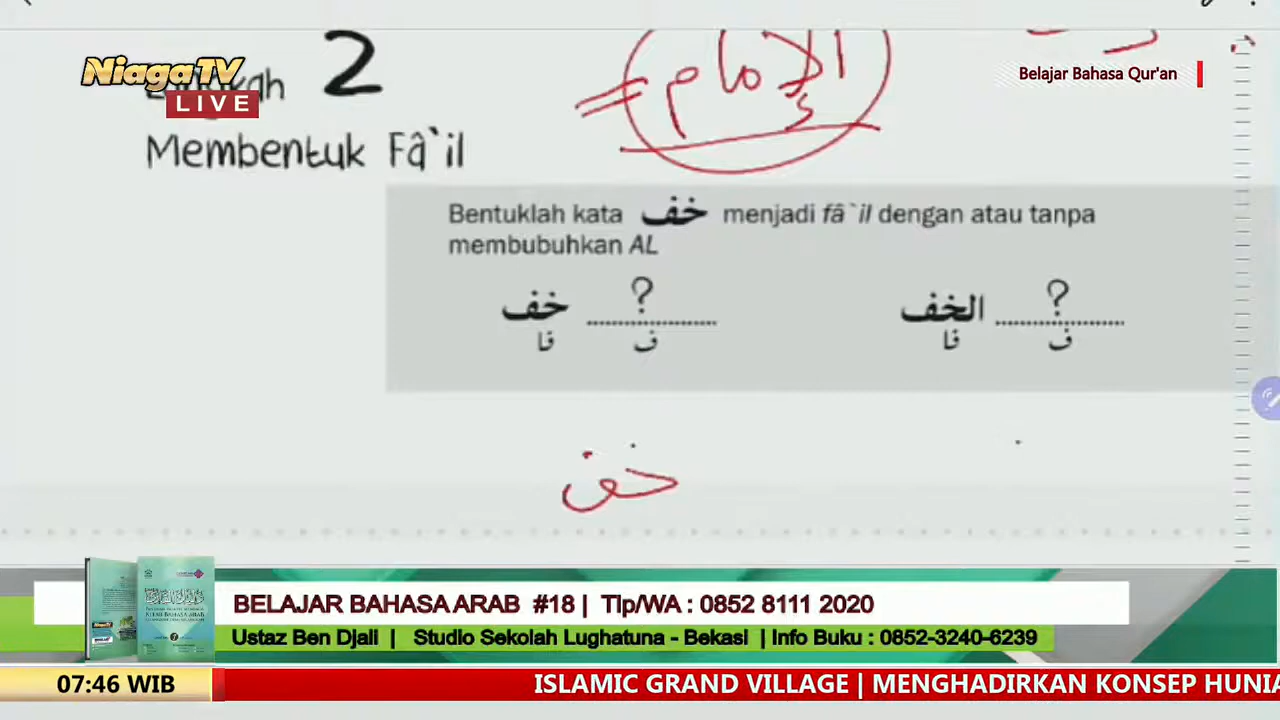 NiagaTV
LIVE
2
Membentuk Fâ`il
الإمام
Belajar Bahasa Qur'an
Bentuklah kata خف menjadi fâ`il dengan atau tanpa
membubuhkan AL
خف ? الخف ?
فا ف فا ف
خف
BELAJAR BAHASA ARAB #18 | Tlp/WA : 0852 8111 2020
Ustaz Ben Djali | Studio Sekolah Lughatuna - Bekasi | Info Buku : 0852-3240-6239
07:46 WIB
ISLAMIC GRAND VILLAGE | MENGHADIRKAN KONSEP HUNIA